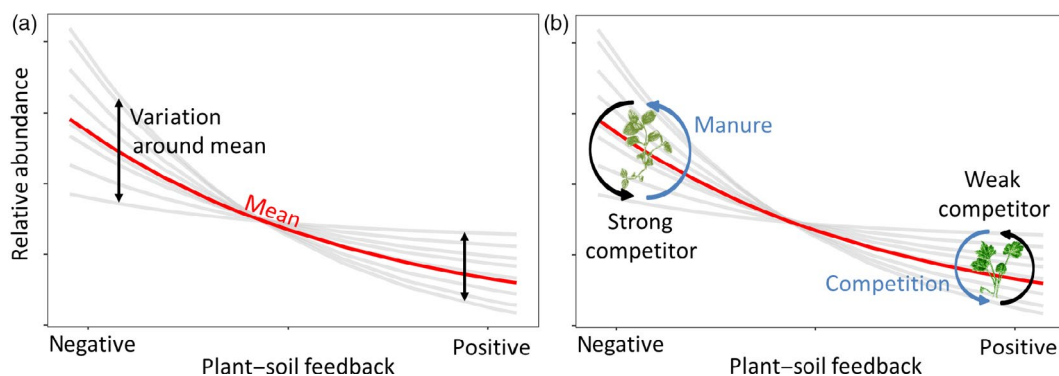 (a)
Relative abundance
Variation
around mean
Mean
Negative
Positive
Plant–soil feedback
(b)
Manure
Strong
competitor
Weak
competitor
Competition
Negative
Positive
Plant–soil feedback